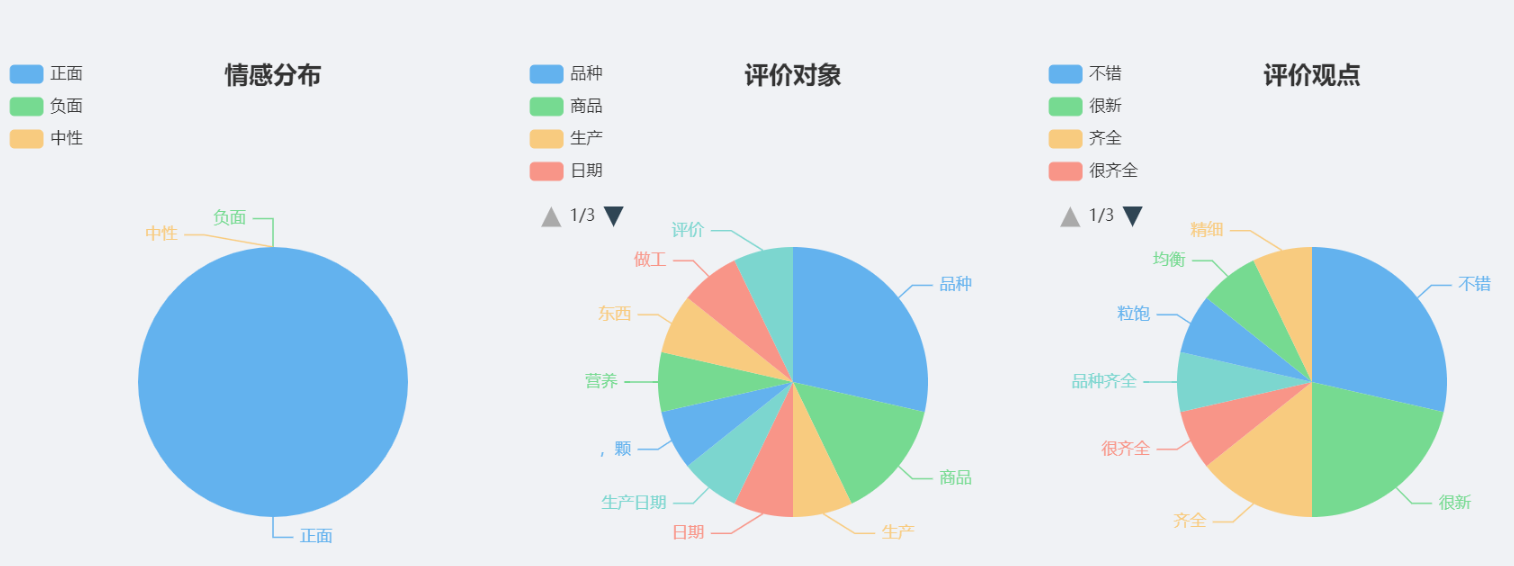 情感分布
正面
负面
中性
负面
中性
正面
评价对象
品种
商品
生产
日期
1/3
评价
做工
东西
营养
，颗
生产日期
日期
品种
商品
生产
评价观点
不错
很新
齐全
很齐全
1/3
精细
均衡
粒饱
品种齐全
很齐全
齐全
不错
很新